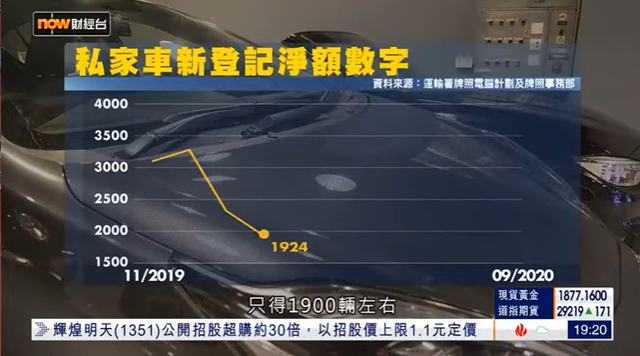 now財經台
私家車新登記淨額數字
資料來源：運輸署牌照電腦計劃及牌照事務部
4000
3500
3000
2500
2000
1500
1924
11/2019
09/2020
只得1900輛左右
現貨黃金 1877.1600
道指期貨 29219▲171
輝煌明天(1351)公開招股超購約30倍，以招股價上限1.1元定價
19:20